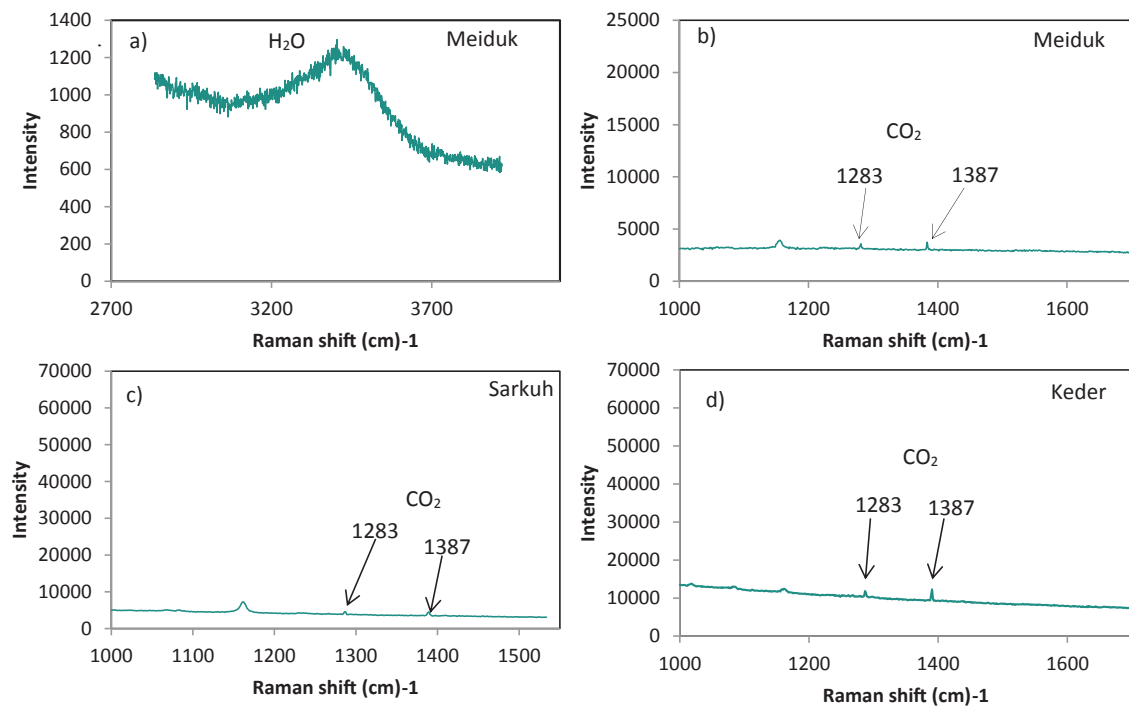 a)
H₂O
Meiduk
1400
1200
1000
800
600
400
200
0
Intensity
2700 3200 3700
Raman shift (cm)-1
b)
Meiduk
25000
20000
15000
10000
5000
0
Intensity
CO₂
1283
1387
1000 1200 1400 1600
Raman shift (cm)-1
c)
Sarkuh
70000
60000
50000
40000
30000
20000
10000
0
Intensity
CO₂
1283
1387
1000 1100 1200 1300 1400 1500
Raman shift (cm)-1
d)
Keder
70000
60000
50000
40000
30000
20000
10000
0
Intensity
CO₂
1283 1387
1000 1200 1400 1600
Raman shift (cm)-1